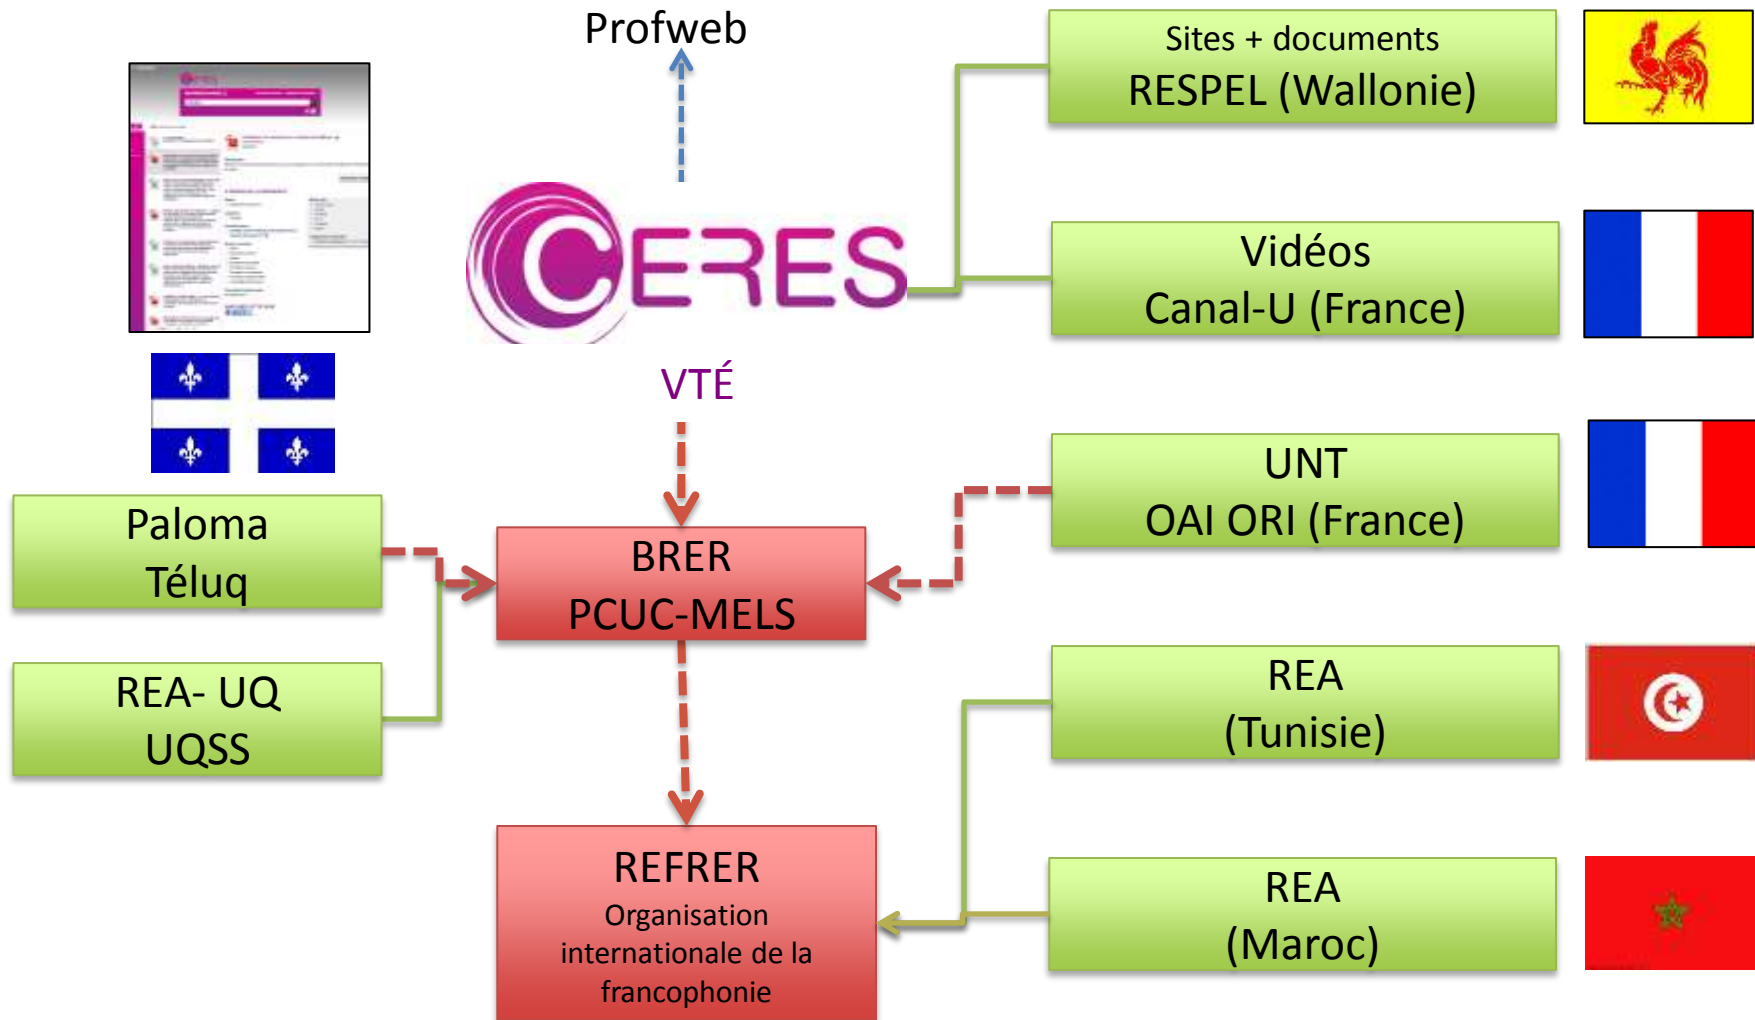 Profweb
Sites + documents
RESPEL (Wallonie)
CERES
CERES
Vidéos
Canal-U (France)
VTÉ
UNT
OAI ORI (France)
Paloma
Téluq
BRER
PCUC-MELS
REA- UQ
UQSS
REA
(Tunisie)
REFRER
Organisation
internationale de la
francophonie
REA
(Maroc)